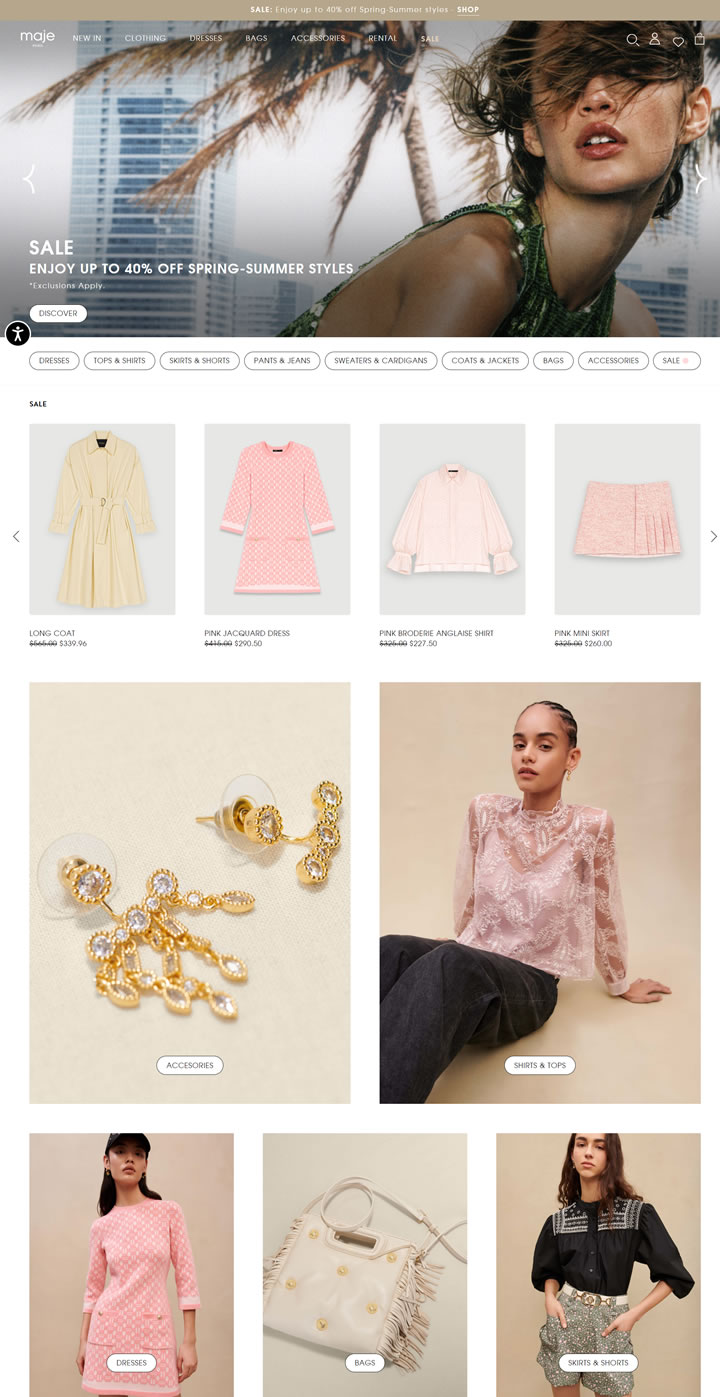 SALE: Enjoy up to 40% off Spring-Summer styles - SHOP
maje
NEW IN
CLOTHING
DRESSES
BAGS
ACCESSORIES
RENTAL
SALE
SALE
ENJOY UP TO 40% OFF SPRING-SUMMER STYLES
*Exclusions Apply.
DISCOVER
DRESSES
TOPS & SHIRTS
SKIRTS & SHORTS
PANTS & JEANS
SWEATERS & CARDIGANS
COATS & JACKETS
BAGS
ACCESSORIES
SALE
SALE
LONG COAT
$565.00 $339.96
PINK JACQUARD DRESS
$415.00 $290.50
PINK BRODERIE ANGLAISE SHIRT
$325.00 $227.50
PINK MINI SKIRT
$325.00 $260.00
ACCESORIES
SHIRTS & TOPS
DRESSES
BAGS
SKIRTS & SHORTS